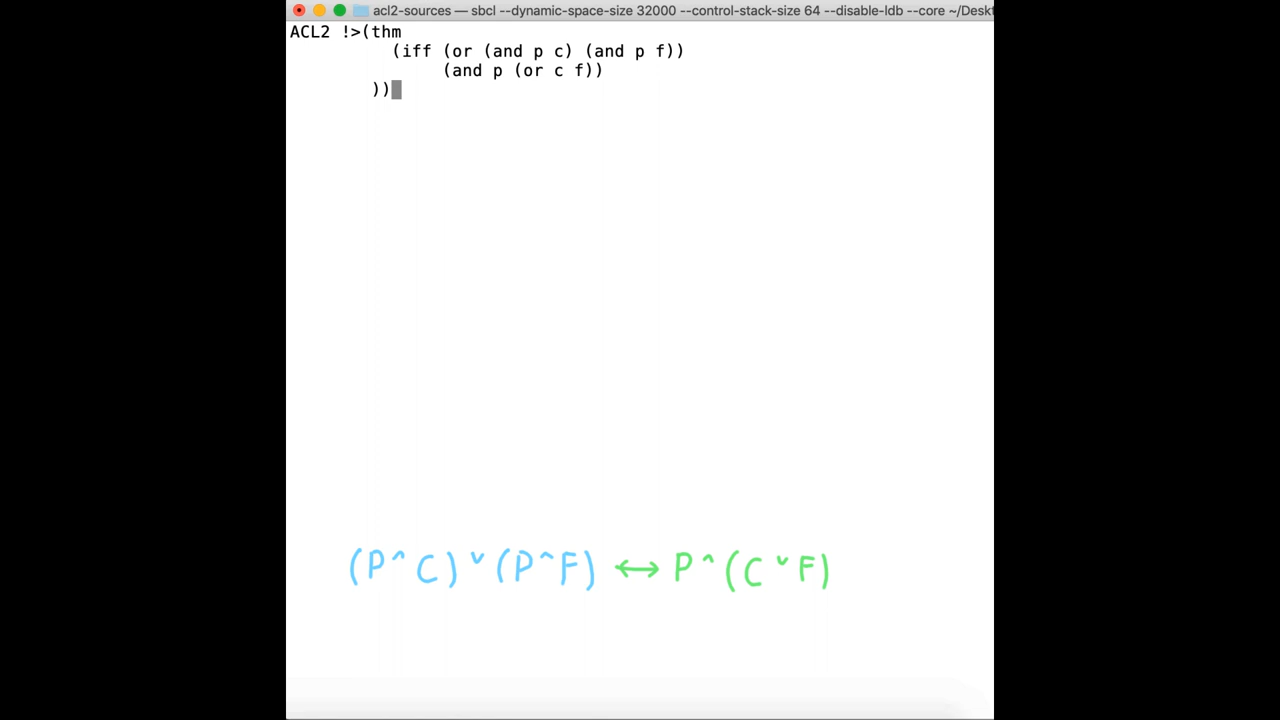 acl2-sources — sbcl --dynamic-space-size 32000 --control-stack-size 64 --disable-ldb --core ~/Deskt
ACL2 !>(thm
(iff (or (and p c) (and p f))
(and p (or c f))
))
(P^C)ᵛ(P^F) ↔ P^(CᵛF)